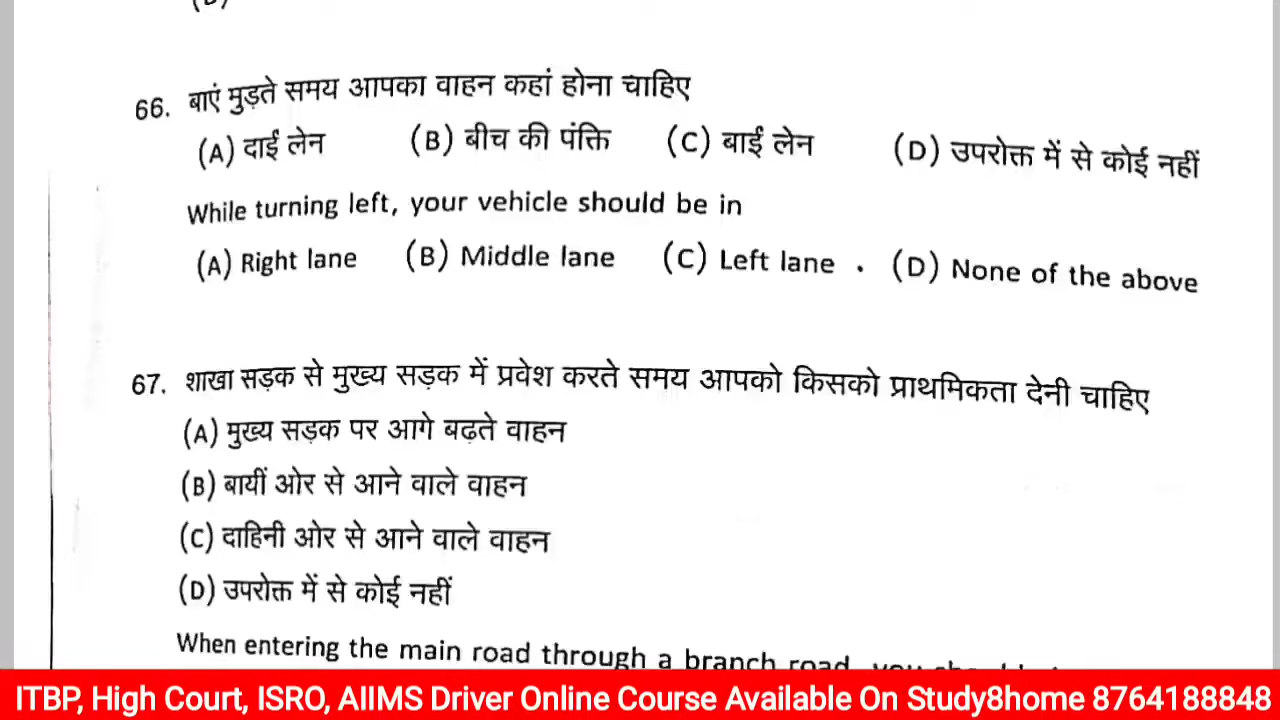 66. बाएं मुड़ते समय आपका वाहन कहां होना चाहिए
(A) दाईं लेन (B) बीच की पंक्ति (C) बाईं लेन (D) उपरोक्त में से कोई नहीं
While turning left, your vehicle should be in
(A) Right lane (B) Middle lane (C) Left lane . (D) None of the above
67. शाखा सड़क से मुख्य सड़क में प्रवेश करते समय आपको किसको प्राथमिकता देनी चाहिए
(A) मुख्य सड़क पर आगे बढ़ते वाहन
(B) बायीं ओर से आने वाले वाहन
(C) दाहिनी ओर से आने वाले वाहन
(D) उपरोक्त में से कोई नहीं
When entering the main road through a branch road, you should
ITBP, High Court, ISRO, AIIMS Driver Online Course Available On Study8home 8764188848